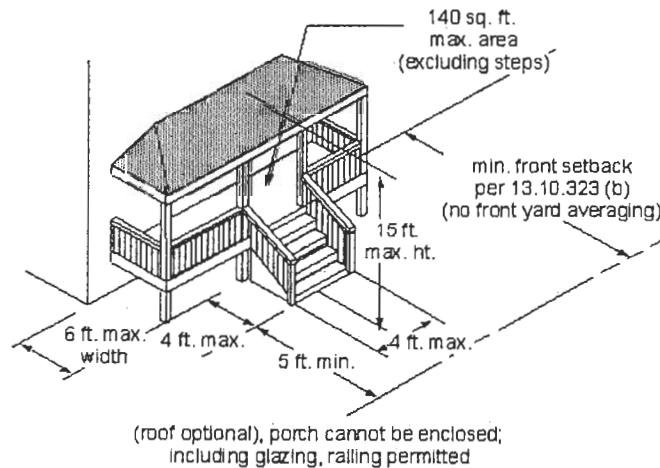 140 sq. ft.
max. area
(excluding steps)
min. front setback
per 13.10.323 (b)
(no front yard averaging)
15 ft.
max. ht.
6 ft. max.
width
4 ft. max.
5 ft. min.
4 ft. max.
(roof optional), porch cannot be enclosed;
including glazing, railing permitted